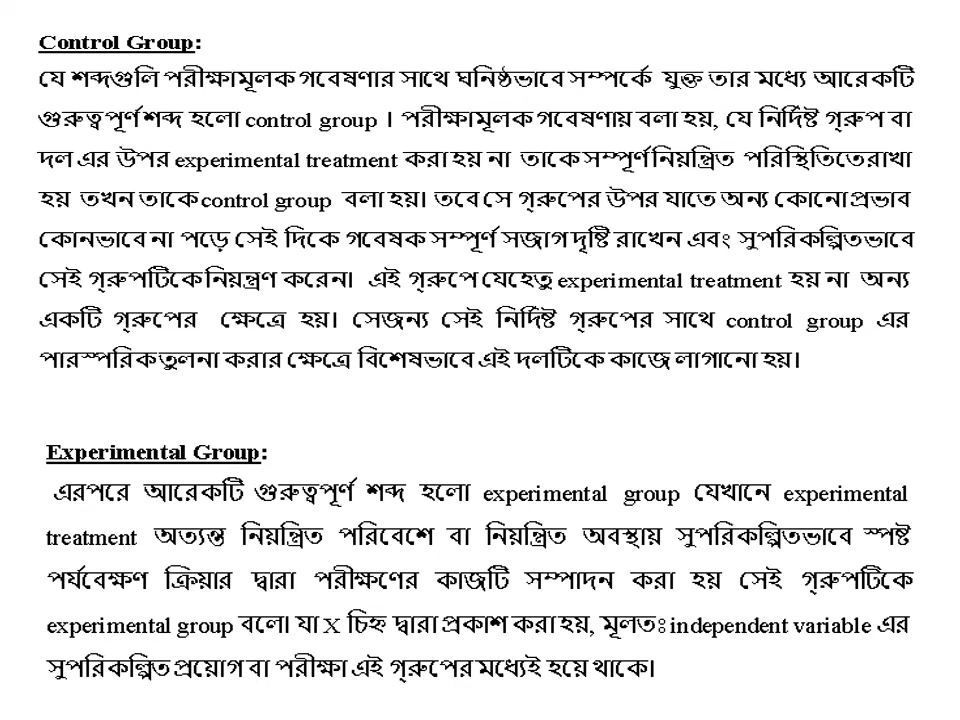 Control Group:
যে শব্দগুলি পরীক্ষামূলক গবেষণার সাথে ঘনিষ্ঠভাবে সম্পর্কে যুক্ত তার মধ্যে আরেকটি
গুরুত্বপূর্ণ শব্দ হলো control group । পরীক্ষামূলক গবেষণায় বলা হয়, যে নির্দিষ্ট গ্রুপ বা
দল এর উপর experimental treatment করা হয় না তাকে সম্পূর্ণ নিয়ন্ত্রিত পরিস্থিতিতে রাখা
হয় তখন তাকে control group বলা হয়। তবে সে গ্রুপের উপর যাতে অন্য কোনো প্রভাব
কোনভাবে না পড়ে সেই দিকে গবেষক সম্পূর্ণ সজাগ দৃষ্টি রাখেন এবং সুপরিকল্পিতভাবে
সেই গ্রুপটিকে নিয়ন্ত্রণ করেন। এই গ্রুপে যেহেতু experimental treatment হয় না অন্য
একটি গ্রুপের ক্ষেত্রে হয়। সেজন্য সেই নির্দিষ্ট গ্রুপের সাথে control group এর
পারস্পরিক তুলনা করার ক্ষেত্রে বিশেষভাবে এই দলটিকে কাজে লাগানো হয়।
Experimental Group:
এরপরে আরেকটি গুরুত্বপূর্ণ শব্দ হলো experimental group যেখানে experimental
treatment অত্যন্ত নিয়ন্ত্রিত পরিবেশে বা নিয়ন্ত্রিত অবস্থায় সুপরিকল্পিতভাবে স্পষ্ট
পর্যবেক্ষণ ক্রিয়ার দ্বারা পরীক্ষণের কাজটি সম্পাদন করা হয় সেই গ্রুপটিকে
experimental group বলে। যা X চিহ্ন দ্বারা প্রকাশ করা হয়, মূলতঃ independent variable এর
সুপরিকল্পিত প্রয়োগ বা পরীক্ষা এই গ্রুপের মধ্যেই হয়ে থাকে।